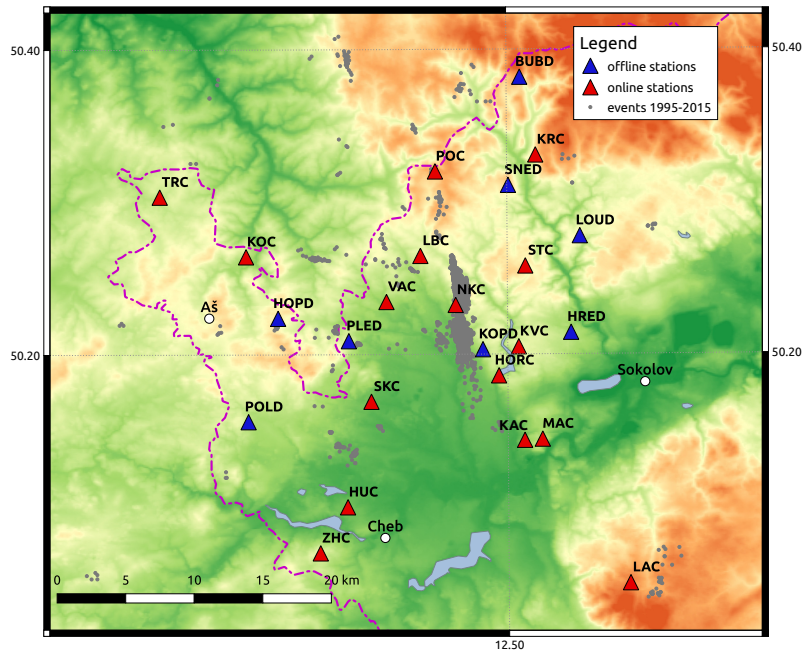 50.40
50.40
Legend
offline stations
online stations
events 1995-2015
BUBD
KRC
POC
SNED
TRC
LOUD
KOC
LBC
STC
VAC
NKC
Aš
HOPD
HRED
PLED
KOPD
KVC
50.20
50.20
HORC
Sokolov
SKC
POLD
KAC
MAC
HUC
Cheb
ZHC
LAC
0
5
10
15
20 km
12.50